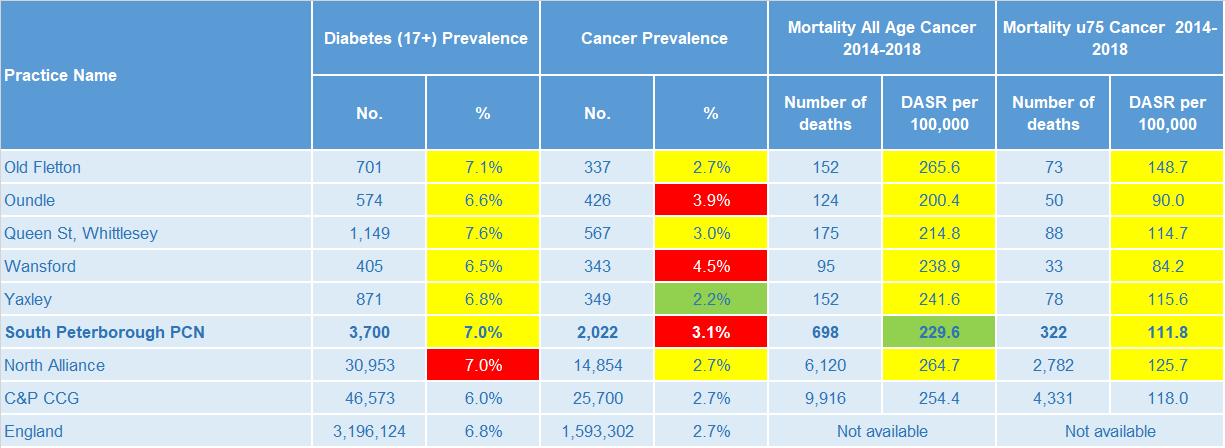 Practice Name
Diabetes (17+) Prevalence
Cancer Prevalence
Mortality All Age Cancer
2014-2018
Mortality u75 Cancer 2014-
2018
No.
%
No.
%
Number of
deaths
DASR per
100,000
Number of
deaths
DASR per
100,000
Old Fletton 701 7.1% 337 2.7% 152 265.6 73 148.7
Oundle 574 6.6% 426 3.9% 124 200.4 50 90.0
Queen St, Whittlesey 1,149 7.6% 567 3.0% 175 214.8 88 114.7
Wansford 405 6.5% 343 4.5% 95 238.9 33 84.2
Yaxley 871 6.8% 349 2.2% 152 241.6 78 115.6
South Peterborough PCN 3,700 7.0% 2,022 3.1% 698 229.6 322 111.8
North Alliance 30,953 7.0% 14,854 2.7% 6,120 264.7 2,782 125.7
C&P CCG 46,573 6.0% 25,700 2.7% 9,916 254.4 4,331 118.0
England 3,196,124 6.8% 1,593,302 2.7% Not available Not available